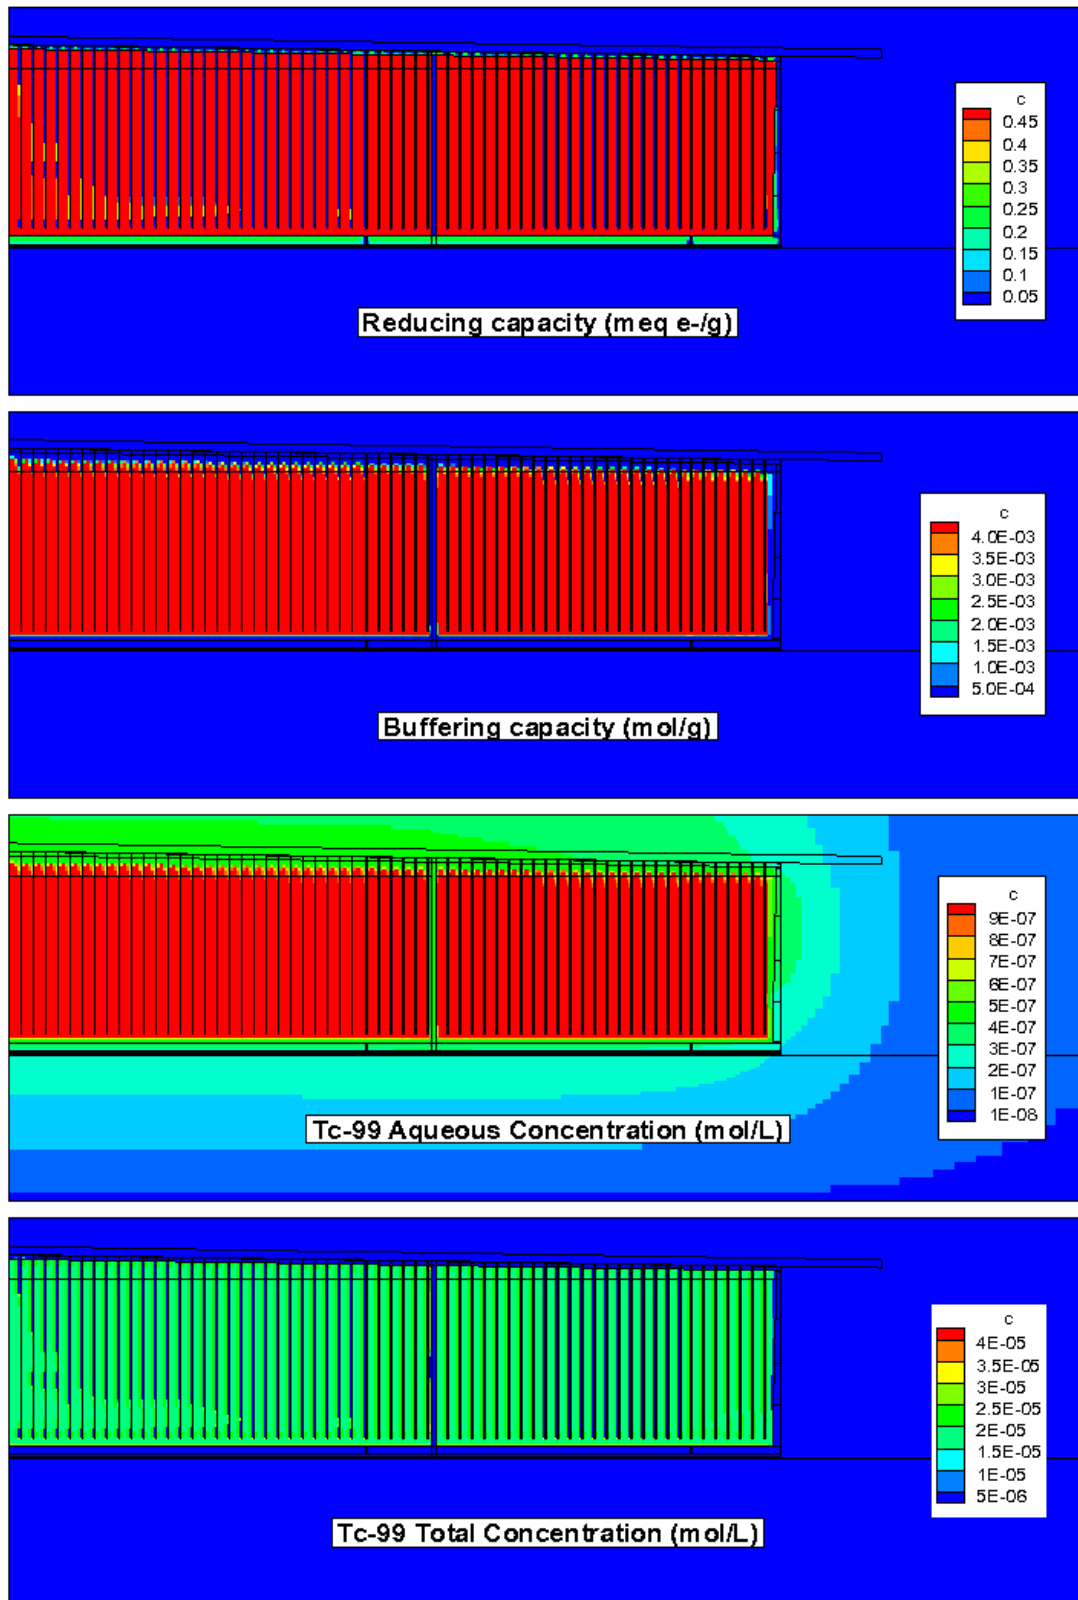 c
0.45
0.4
0.35
0.3
0.25
0.2
0.15
0.1
0.05
Reducing capacity (meq e-/g)
c
4.0E-03
3.5E-03
3.0E-03
2.5E-03
2.0E-03
1.5E-03
1.0E-03
5.0E-04
Buffering capacity (mol/g)
c
9E-07
8E-07
7E-07
6E-07
5E-07
4E-07
3E-07
2E-07
1E-07
1E-08
Tc-99 Aqueous Concentration (mol/L)
c
4E-05
3.5E-05
3E-05
2.5E-05
2E-05
1.5E-05
1E-05
5E-06
Tc-99 Total Concentration (mol/L)